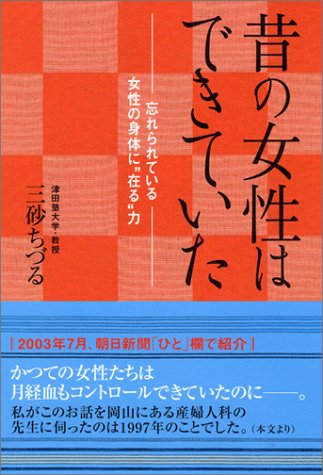 昔の女性は
できていた
忘れられている
女性の身体に“在る”力
津田塾大学・教授
三砂ちづる
2003年7月、朝日新聞「ひと」欄で紹介
かつての女性たちは
月経血もコントロールできていたのに――。
私がこのお話を岡山にある産婦人科の
先生に伺ったのは1997年のことでした。(本文より)